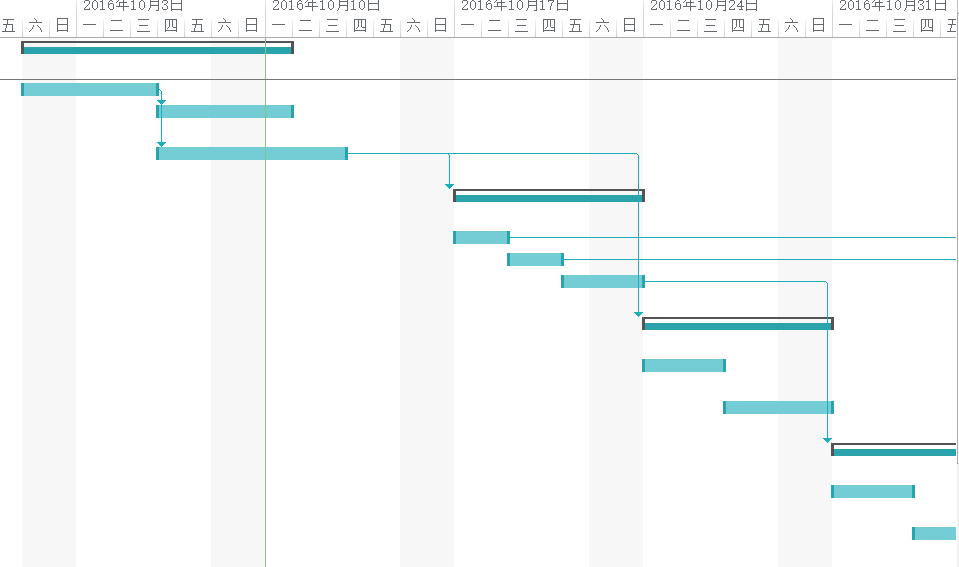 2016年10月3日 2016年10月10日 2016年10月17日 2016年10月24日 2016年10月31日
五 六 日 一 二 三 四 五 六 日 一 二 三 四 五 六 日 一 二 三 四 五 六 日 一 二 三 四 五 六 日 一 二 三 四 五